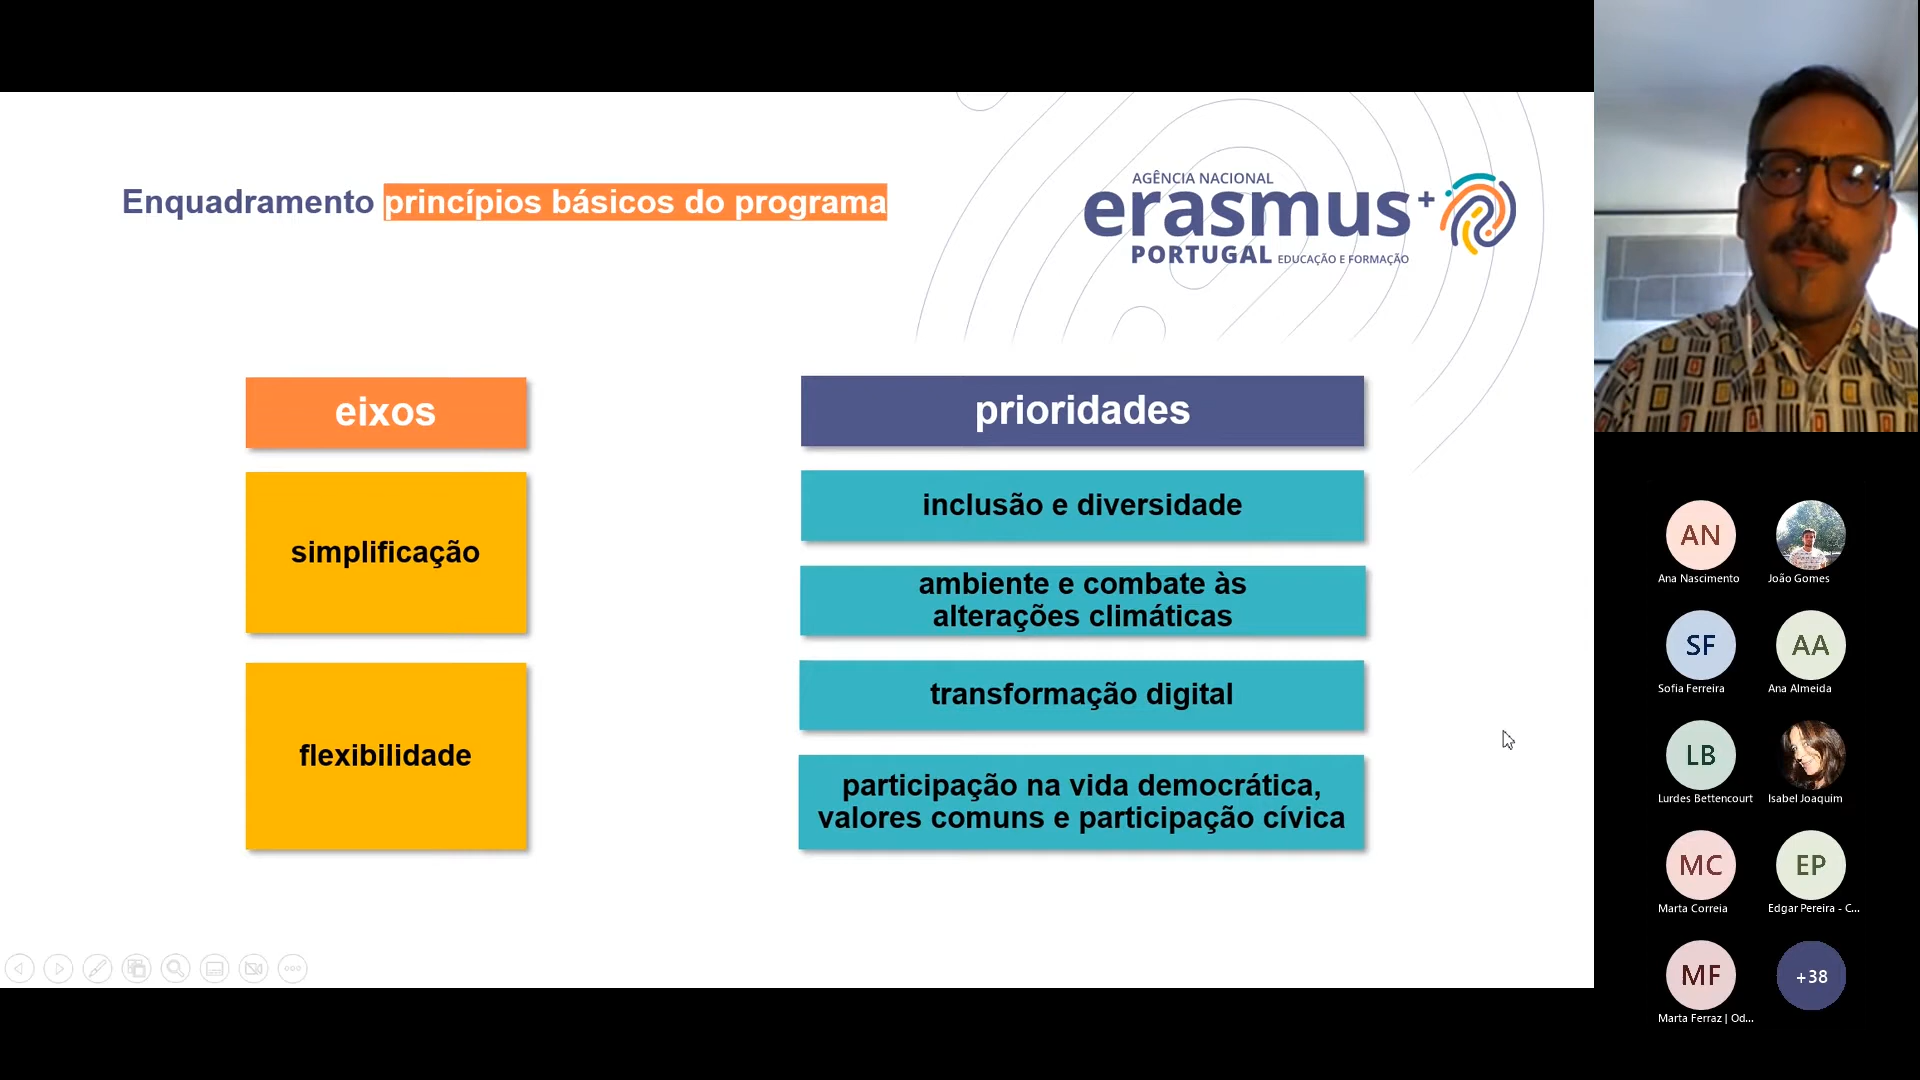 Enquadramento princípios básicos do programa
AGÊNCIA NACIONAL
erasmus+
PORTUGAL EDUCAÇÃO E FORMAÇÃO
eixos
simplificação
flexibilidade
prioridades
inclusão e diversidade
ambiente e combate às
alterações climáticas
transformação digital
participação na vida democrática,
valores comuns e participação cívica
AN
Ana Nascimento
João Gomes
SF
Sofia Ferreira
AA
Ana Almeida
LB
Lurdes Bettencourt
Isabel Joaquim
MC
Marta Correia
EP
Edgar Pereira - C...
MF
Marta Ferraz | Od...
+38